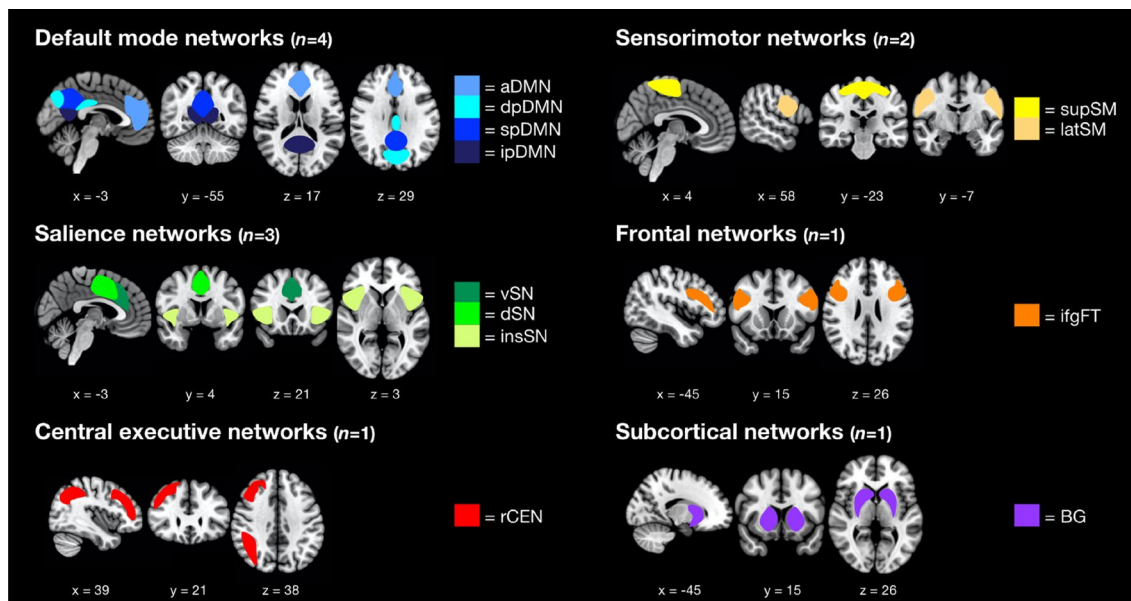 Default mode networks (n=4)
= aDMN
= dpDMN
= spDMN
= ipDMN
x = -3 y = -55 z = 17 z = 29
Sensorimotor networks (n=2)
= supSM
= latSM
x = 4 x = 58 y = -23 y = -7
Salience networks (n=3)
= vSN
= dSN
= insSN
x = -3 y = 4 z = 21 z = 3
Frontal networks (n=1)
= ifgFT
x = -45 y = 15 z = 26
Central executive networks (n=1)
= rCEN
x = 39 y = 21 z = 38
Subcortical networks (n=1)
= BG
x = -45 y = 15 z = 26